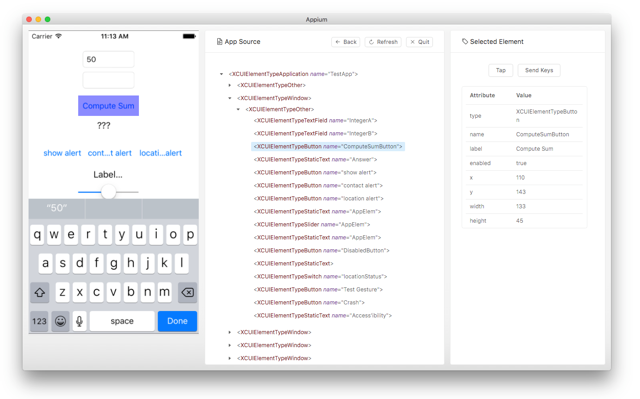 Appium
Carrier 11:13 AM
50
Compute Sum
???
show alert cont...t alert locati...alert
Label...
"50"
q w e r t y u i o p
a s d f g h j k l
z x c v b n m
123 space Done
App Source
Back Refresh Quit
<XCUIElementTypeApplication name="TestApp">
<XCUIElementTypeOther>
<XCUIElementTypeWindow>
<XCUIElementTypeOther>
<XCUIElementTypeTextField name="IntegerA">
<XCUIElementTypeTextField name="IntegerB">
<XCUIElementTypeButton name="ComputeSumButton">
<XCUIElementTypeStaticText name="Answer">
<XCUIElementTypeButton name="show alert">
<XCUIElementTypeButton name="contact alert">
<XCUIElementTypeButton name="location alert">
<XCUIElementTypeStaticText name="AppElem">
<XCUIElementTypeSlider name="AppElem">
<XCUIElementTypeStaticText name="AppElem">
<XCUIElementTypeButton name="DisabledButton">
<XCUIElementTypeStaticText>
<XCUIElementTypeSwitch name="locationStatus">
<XCUIElementTypeButton name="Test Gesture">
<XCUIElementTypeButton name="Crash">
<XCUIElementTypeStaticText name="Access'ibility">
<XCUIElementTypeWindow>
<XCUIElementTypeWindow>
<XCUIElementTypeWindow>
Selected Element
Tap Send Keys
Attribute Value
type XCUIElementTypeButto
n
name ComputeSumButton
label Compute Sum
enabled true
x 110
y 143
width 133
height 45